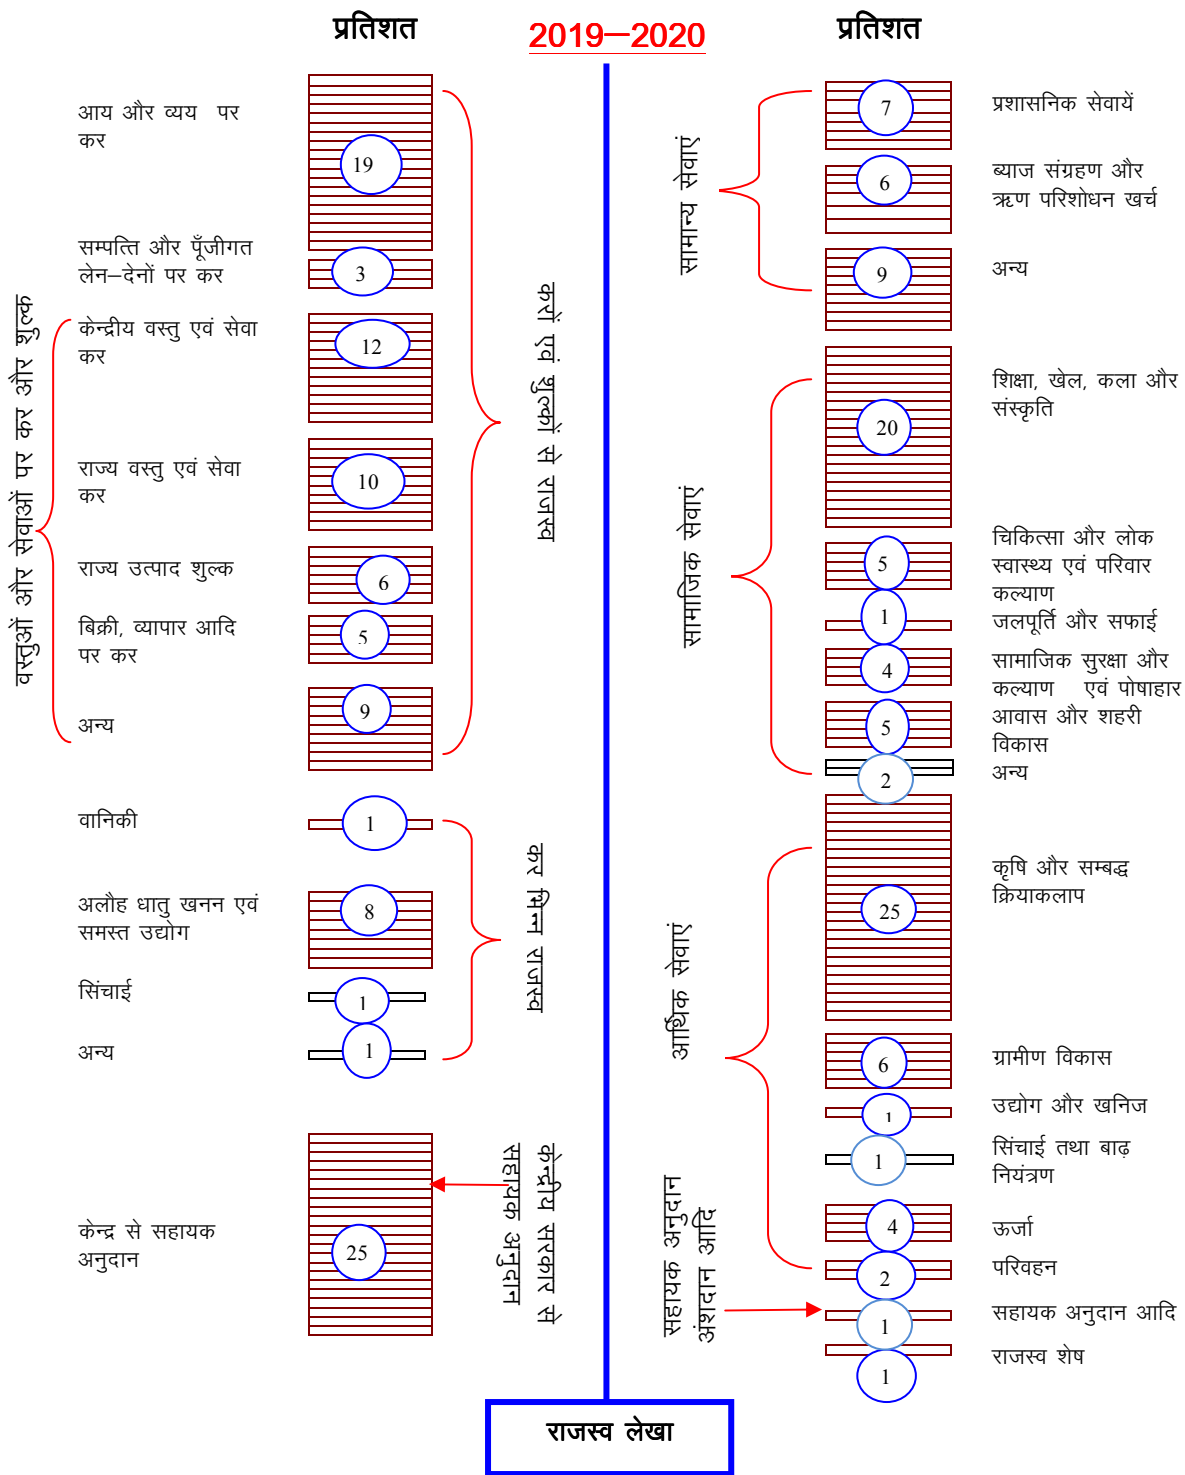 प्रतिशत
2019–2020
प्रतिशत
वस्तुओं और सेवाओं पर कर और शुल्क
आय और व्यय पर
कर
19
सम्पत्ति और पूँजीगत
लेन–देनों पर कर
3
केन्द्रीय वस्तु एवं सेवा
कर
12
राज्य वस्तु एवं सेवा
कर
10
राज्य उत्पाद शुल्क
6
बिक्री, व्यापार आदि
पर कर
5
अन्य
9
करों एवं शुल्कों से राजस्व
वानिकी
1
अलौह धातु खनन एवं
समस्त उद्योग
8
सिंचाई
1
अन्य
1
कर भिन्न राजस्व
केन्द्र से सहायक
अनुदान
25
केन्द्रीय सरकार से
सहायक अनुदान
सामान्य सेवाएं
7
प्रशासनिक सेवायें
6
ब्याज संग्रहण और
ऋण परिशोधन खर्च
9
अन्य
सामाजिक सेवाएं
20
शिक्षा, खेल, कला और
संस्कृति
5
चिकित्सा और लोक
स्वास्थ्य एवं परिवार
कल्याण
1
जलपूर्ति और सफाई
4
सामाजिक सुरक्षा और
कल्याण एवं पोषाहार
5
आवास और शहरी
विकास
2
अन्य
आर्थिक सेवाएं
25
कृषि और सम्बद्ध
क्रियाकलाप
6
ग्रामीण विकास
1
उद्योग और खनिज
1
सिंचाई तथा बाढ़
नियंत्रण
4
ऊर्जा
2
परिवहन
सहायक अनुदान
अंशदान आदि
1
सहायक अनुदान आदि
1
राजस्व शेष
राजस्व लेखा